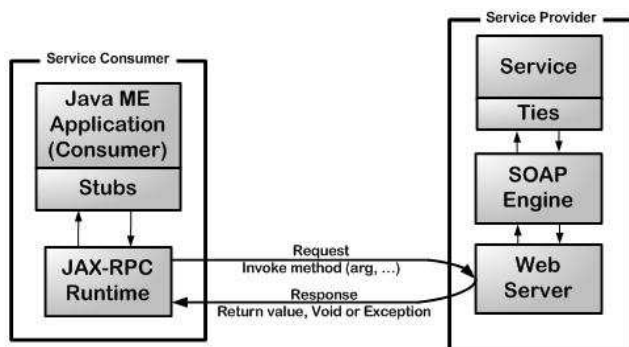 Service Consumer
Java ME
Application
(Consumer)
Stubs
JAX-RPC
Runtime
Request
Invoke method (arg, ...)
Response
Return value, Void or Exception
Service Provider
Service
Ties
SOAP
Engine
Web
Server